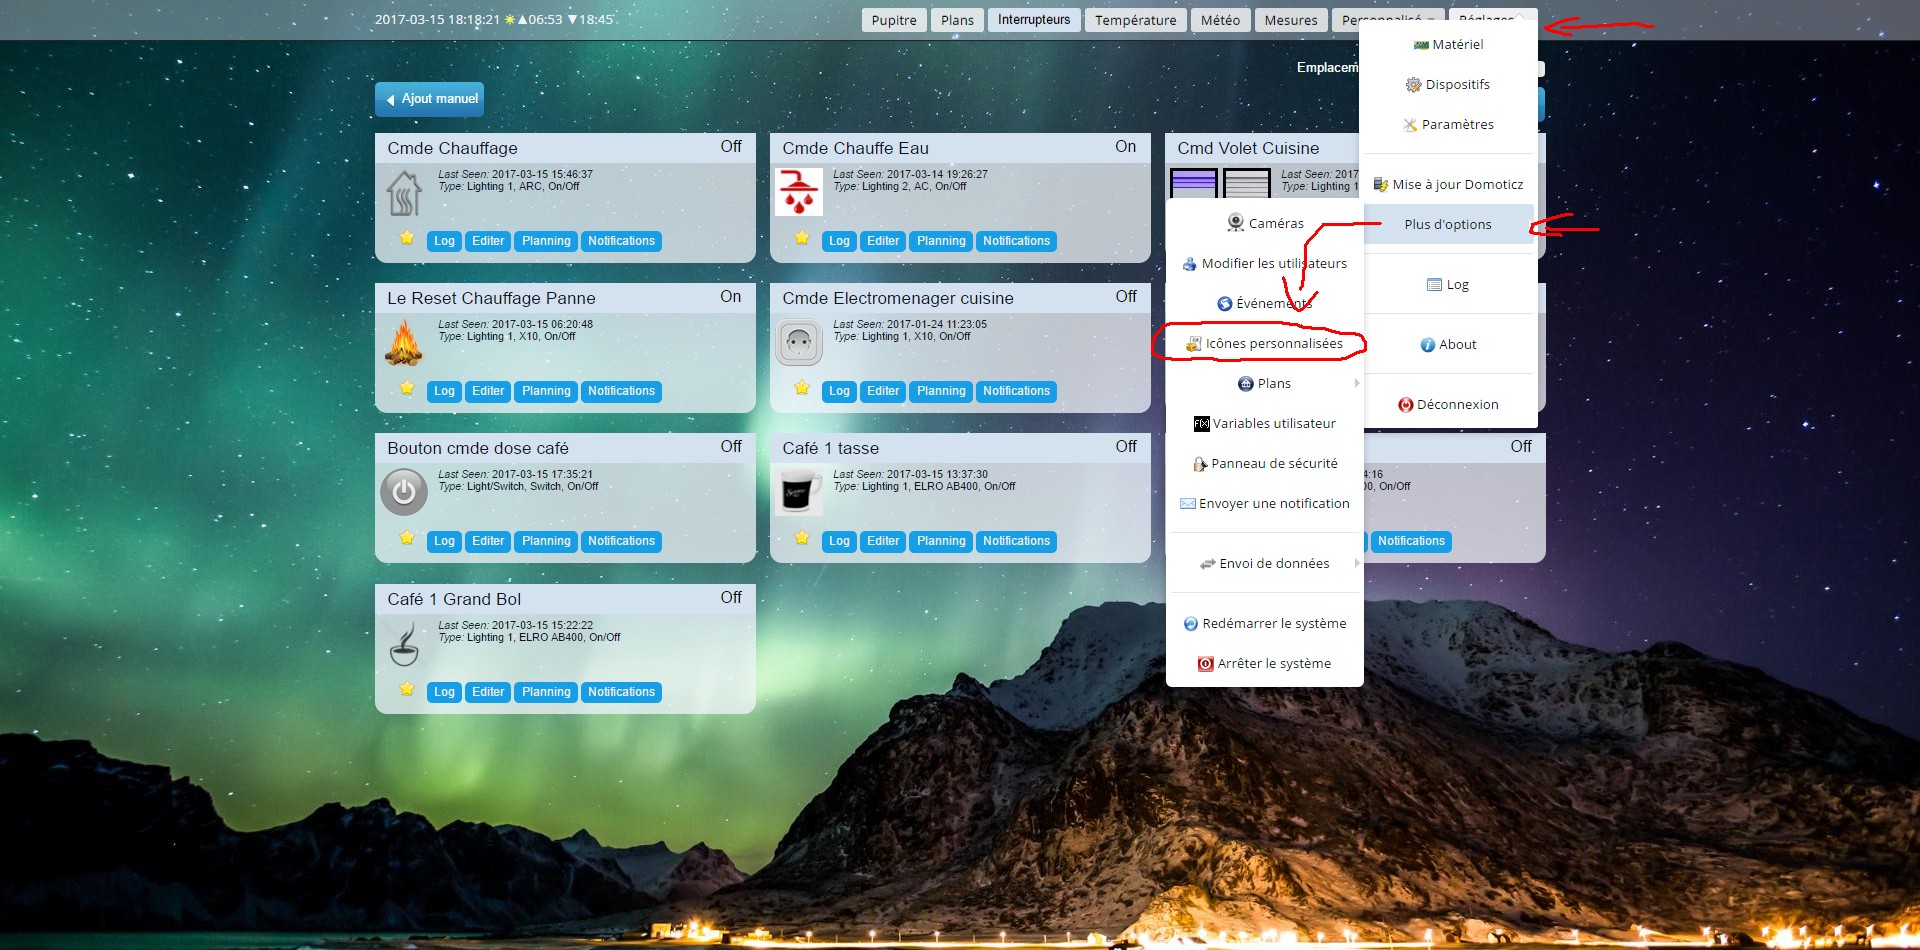 2017-03-15 18:18:21 ☀▲06:53 ▼18:45
Pupitre Plans Interrupteurs Température Météo Mesures Personnalisé Réglages
Emplacem
Ajout manuel
Matériel
Dispositifs
Paramètres
Mise à jour Domoticz
Plus d'options
Log
About
Déconnexion
Caméras
Modifier les utilisateurs
Événements
Icônes personnalisées
Plans
Variables utilisateur
Panneau de sécurité
Envoyer une notification
Envoi de données
Redémarrer le système
Arrêter le système
Cmde Chauffage Off
Last Seen: 2017-03-15 15:46:37
Type: Lighting 1, ARC, On/Off
Log Editer Planning Notifications
Cmde Chauffe Eau On
Last Seen: 2017-03-14 19:26:27
Type: Lighting 2, AC, On/Off
Log Editer Planning Notifications
Cmd Volet Cuisine
Last Seen: 2017
Type: Lighting 1
Le Reset Chauffage Panne On
Last Seen: 2017-03-15 06:20:48
Type: Lighting 1, X10, On/Off
Log Editer Planning Notifications
Cmde Electromenager cuisine Off
Last Seen: 2017-01-24 11:23:05
Type: Lighting 1, X10, On/Off
Log Editer Planning Notifications
Bouton cmde dose café Off
Last Seen: 2017-03-15 17:35:21
Type: Light/Switch, Switch, On/Off
Log Editer Planning Notifications
Café 1 tasse Off
Last Seen: 2017-03-15 13:37:30
Type: Lighting 1, ELRO AB400, On/Off
Log Editer Planning Notifications
Off
4:16
00, On/Off
Notifications
Café 1 Grand Bol Off
Last Seen: 2017-03-15 15:22:22
Type: Lighting 1, ELRO AB400, On/Off
Log Editer Planning Notifications